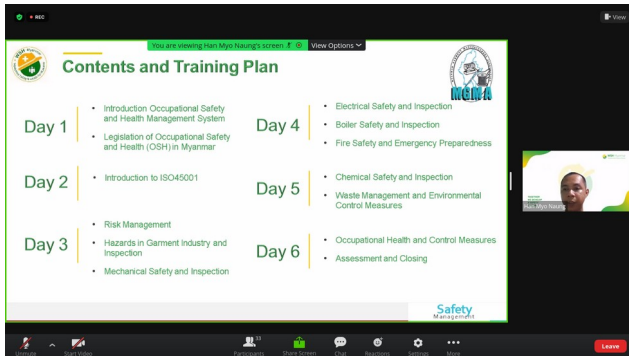 REC
View
You are viewing Han Myo Naung's screen
View Options
Contents and Training Plan
MGMA
Day 1
• Introduction Occupational Safety
and Health Management System
• Legislation of Occupational Safety
and Health (OSH) in Myanmar
Day 2
• Introduction to ISO45001
Day 3
• Risk Management
• Hazards in Garment Industry and
Inspection
• Mechanical Safety and Inspection
Day 4
• Electrical Safety and Inspection
• Boiler Safety and Inspection
• Fire Safety and Emergency Preparedness
Day 5
• Chemical Safety and Inspection
• Waste Management and Environmental
Control Measures
Day 6
• Occupational Health and Control Measures
• Assessment and Closing
Safety
Management
Han Myo Naung
Unmute
Start Video
33
Participants
Share Screen
Chat
Reactions
Settings
More
Leave